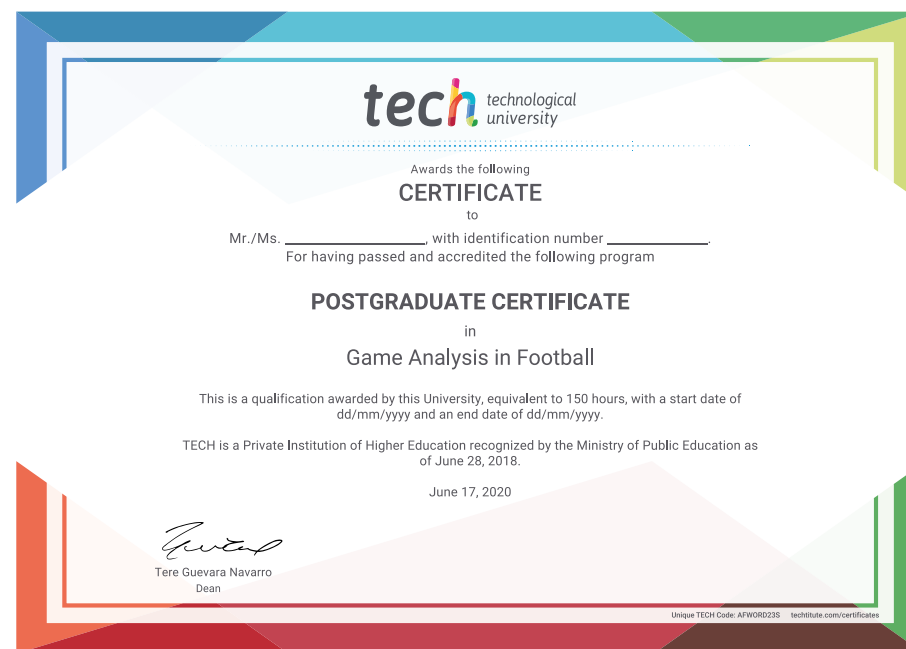 tech technological
university
Awards the following
CERTIFICATE
to
Mr./Ms. ____________________, with identification number ______________.
For having passed and accredited the following program
POSTGRADUATE CERTIFICATE
in
Game Analysis in Football
This is a qualification awarded by this University, equivalent to 150 hours, with a start date of
dd/mm/yyyy and an end date of dd/mm/yyyy.
TECH is a Private Institution of Higher Education recognized by the Ministry of Public Education as
of June 28, 2018.
June 17, 2020
Tere Guevara Navarro
Dean
Unique TECH Code: AFWORD23S techtitute.com/certificates